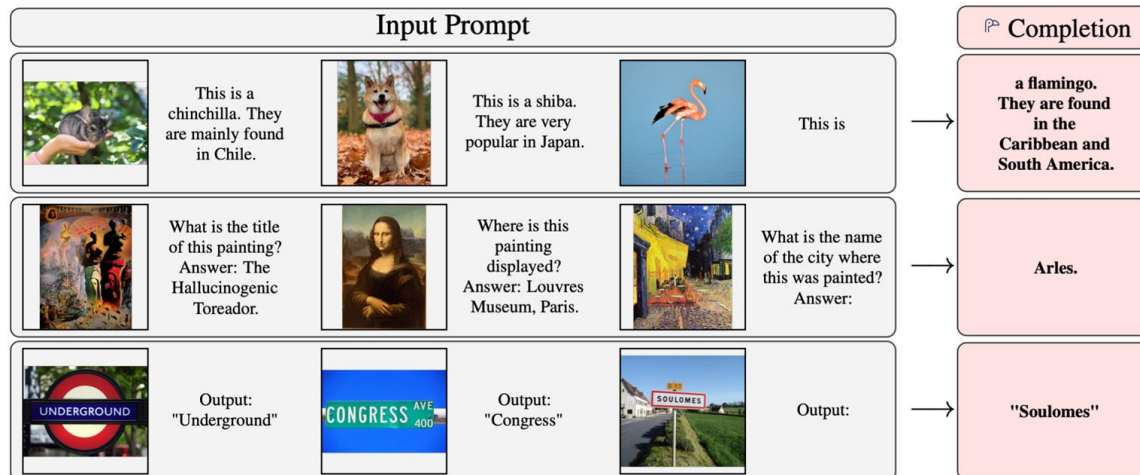 Input Prompt
Completion
This is a
chinchilla. They
are mainly found
in Chile.
This is a shiba.
They are very
popular in Japan.
This is
a flamingo.
They are found
in the
Caribbean and
South America.
What is the title
of this painting?
Answer: The
Hallucinogenic
Toreador.
Where is this
painting
displayed?
Answer: Louvres
Museum, Paris.
What is the name
of the city where
this was painted?
Answer:
Arles.
UNDERGROUND
Output:
"Underground"
CONGRESS AVE
400
Output:
"Congress"
SOULOMES
Output:
"Soulomes"